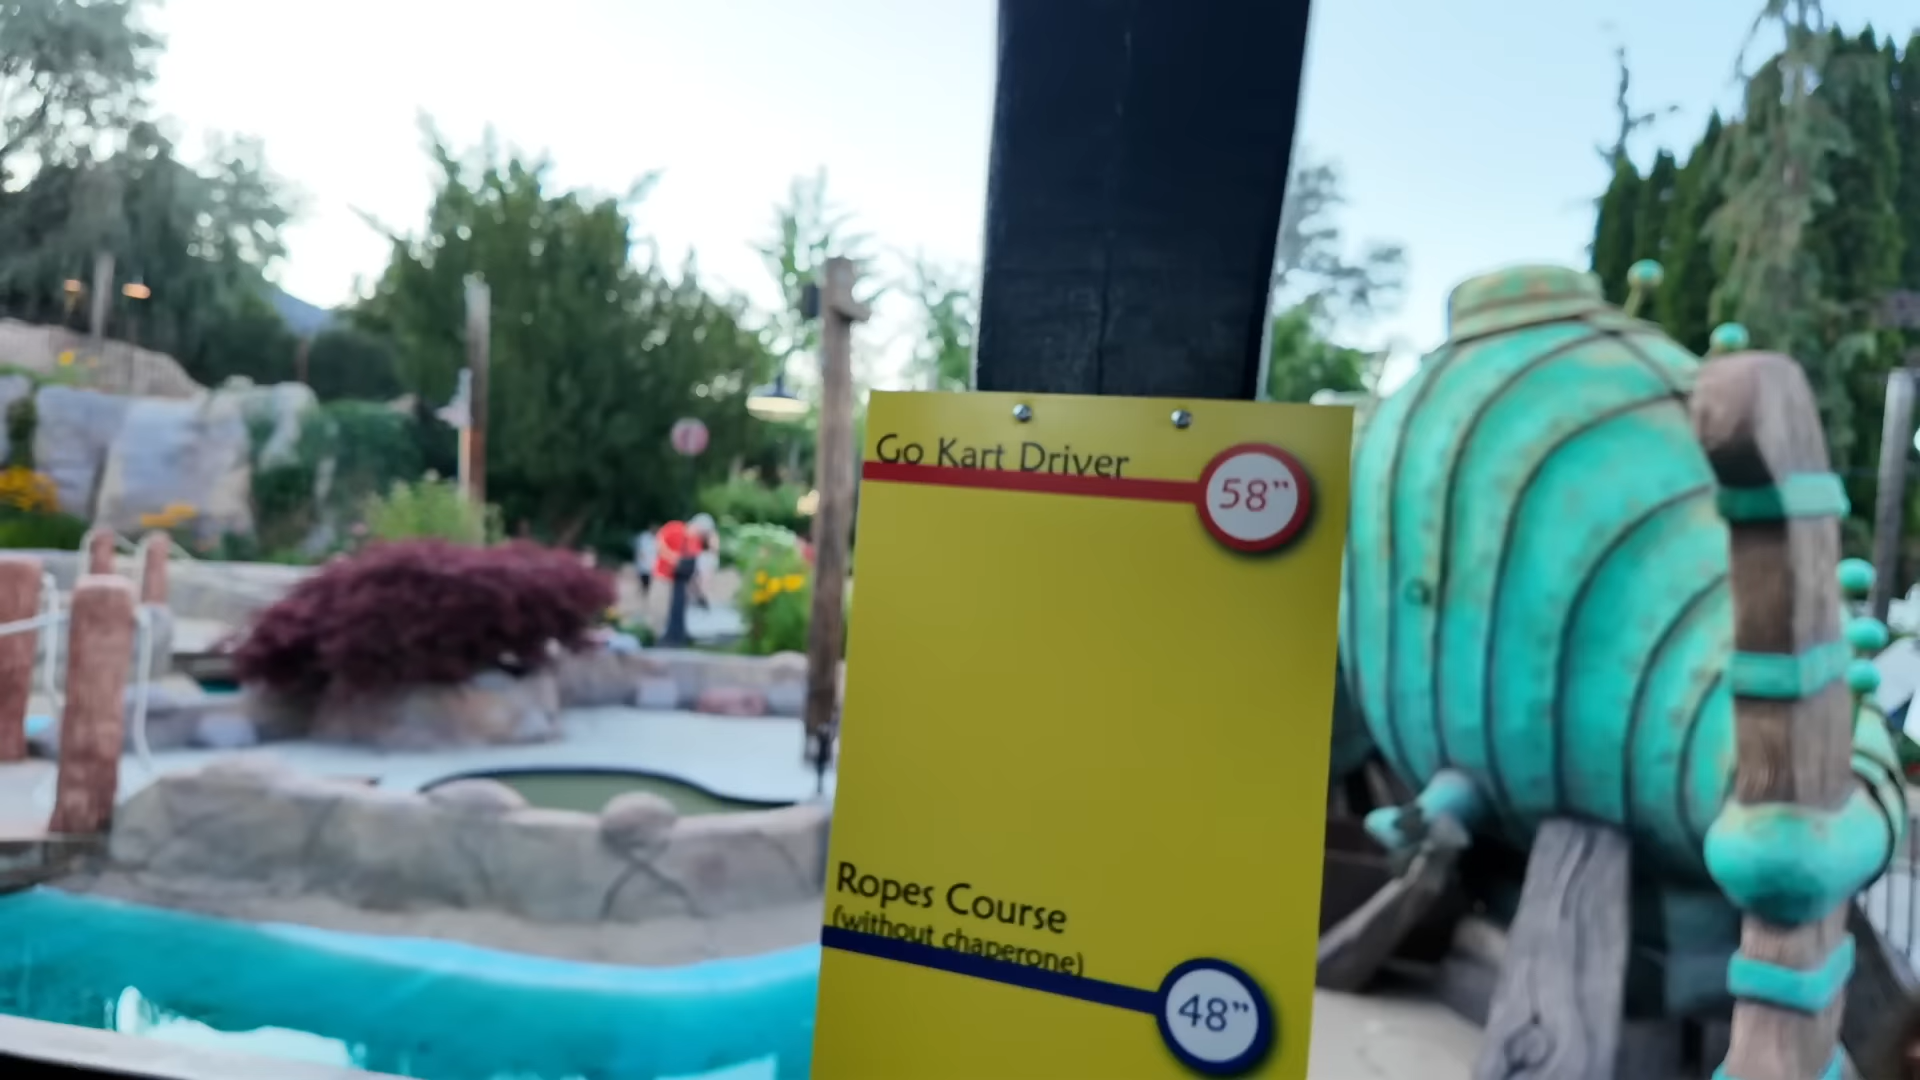 Go Kart Driver
58”
Ropes Course
(without chaperone)
48”